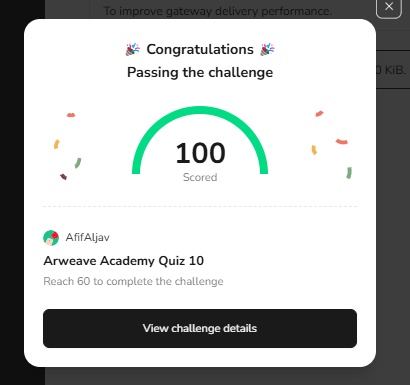 To improve gateway delivery performance.
0 KiB.
🎉 Congratulations 🎉
Passing the challenge
100
Scored
AfifAljav
Arweave Academy Quiz 10
Reach 60 to complete the challenge
View challenge details